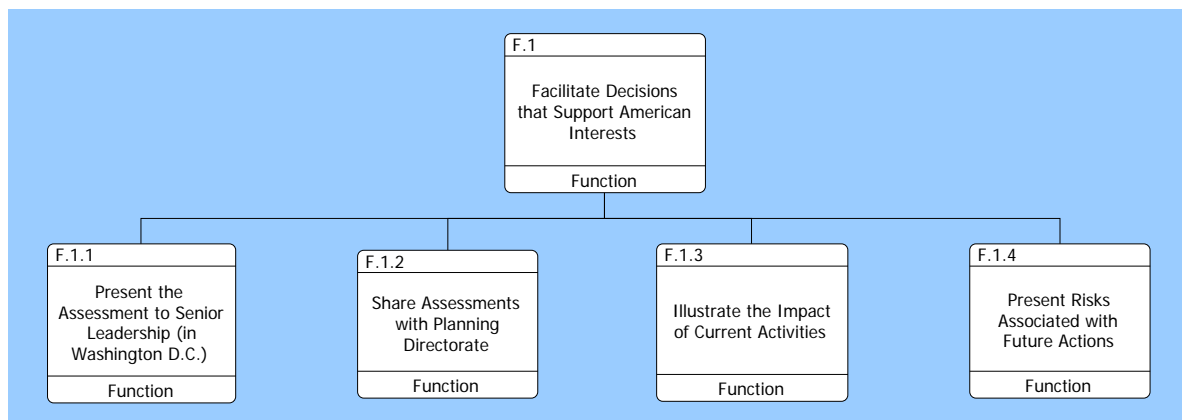 F.1
Facilitate Decisions
that Support American
Interests
Function
F.1.1
Present the
Assessment to Senior
Leadership (in
Washington D.C.)
Function
F.1.2
Share Assessments
with Planning
Directorate
Function
F.1.3
Illustrate the Impact
of Current Activities
Function
F.1.4
Present Risks
Associated with
Future Actions
Function